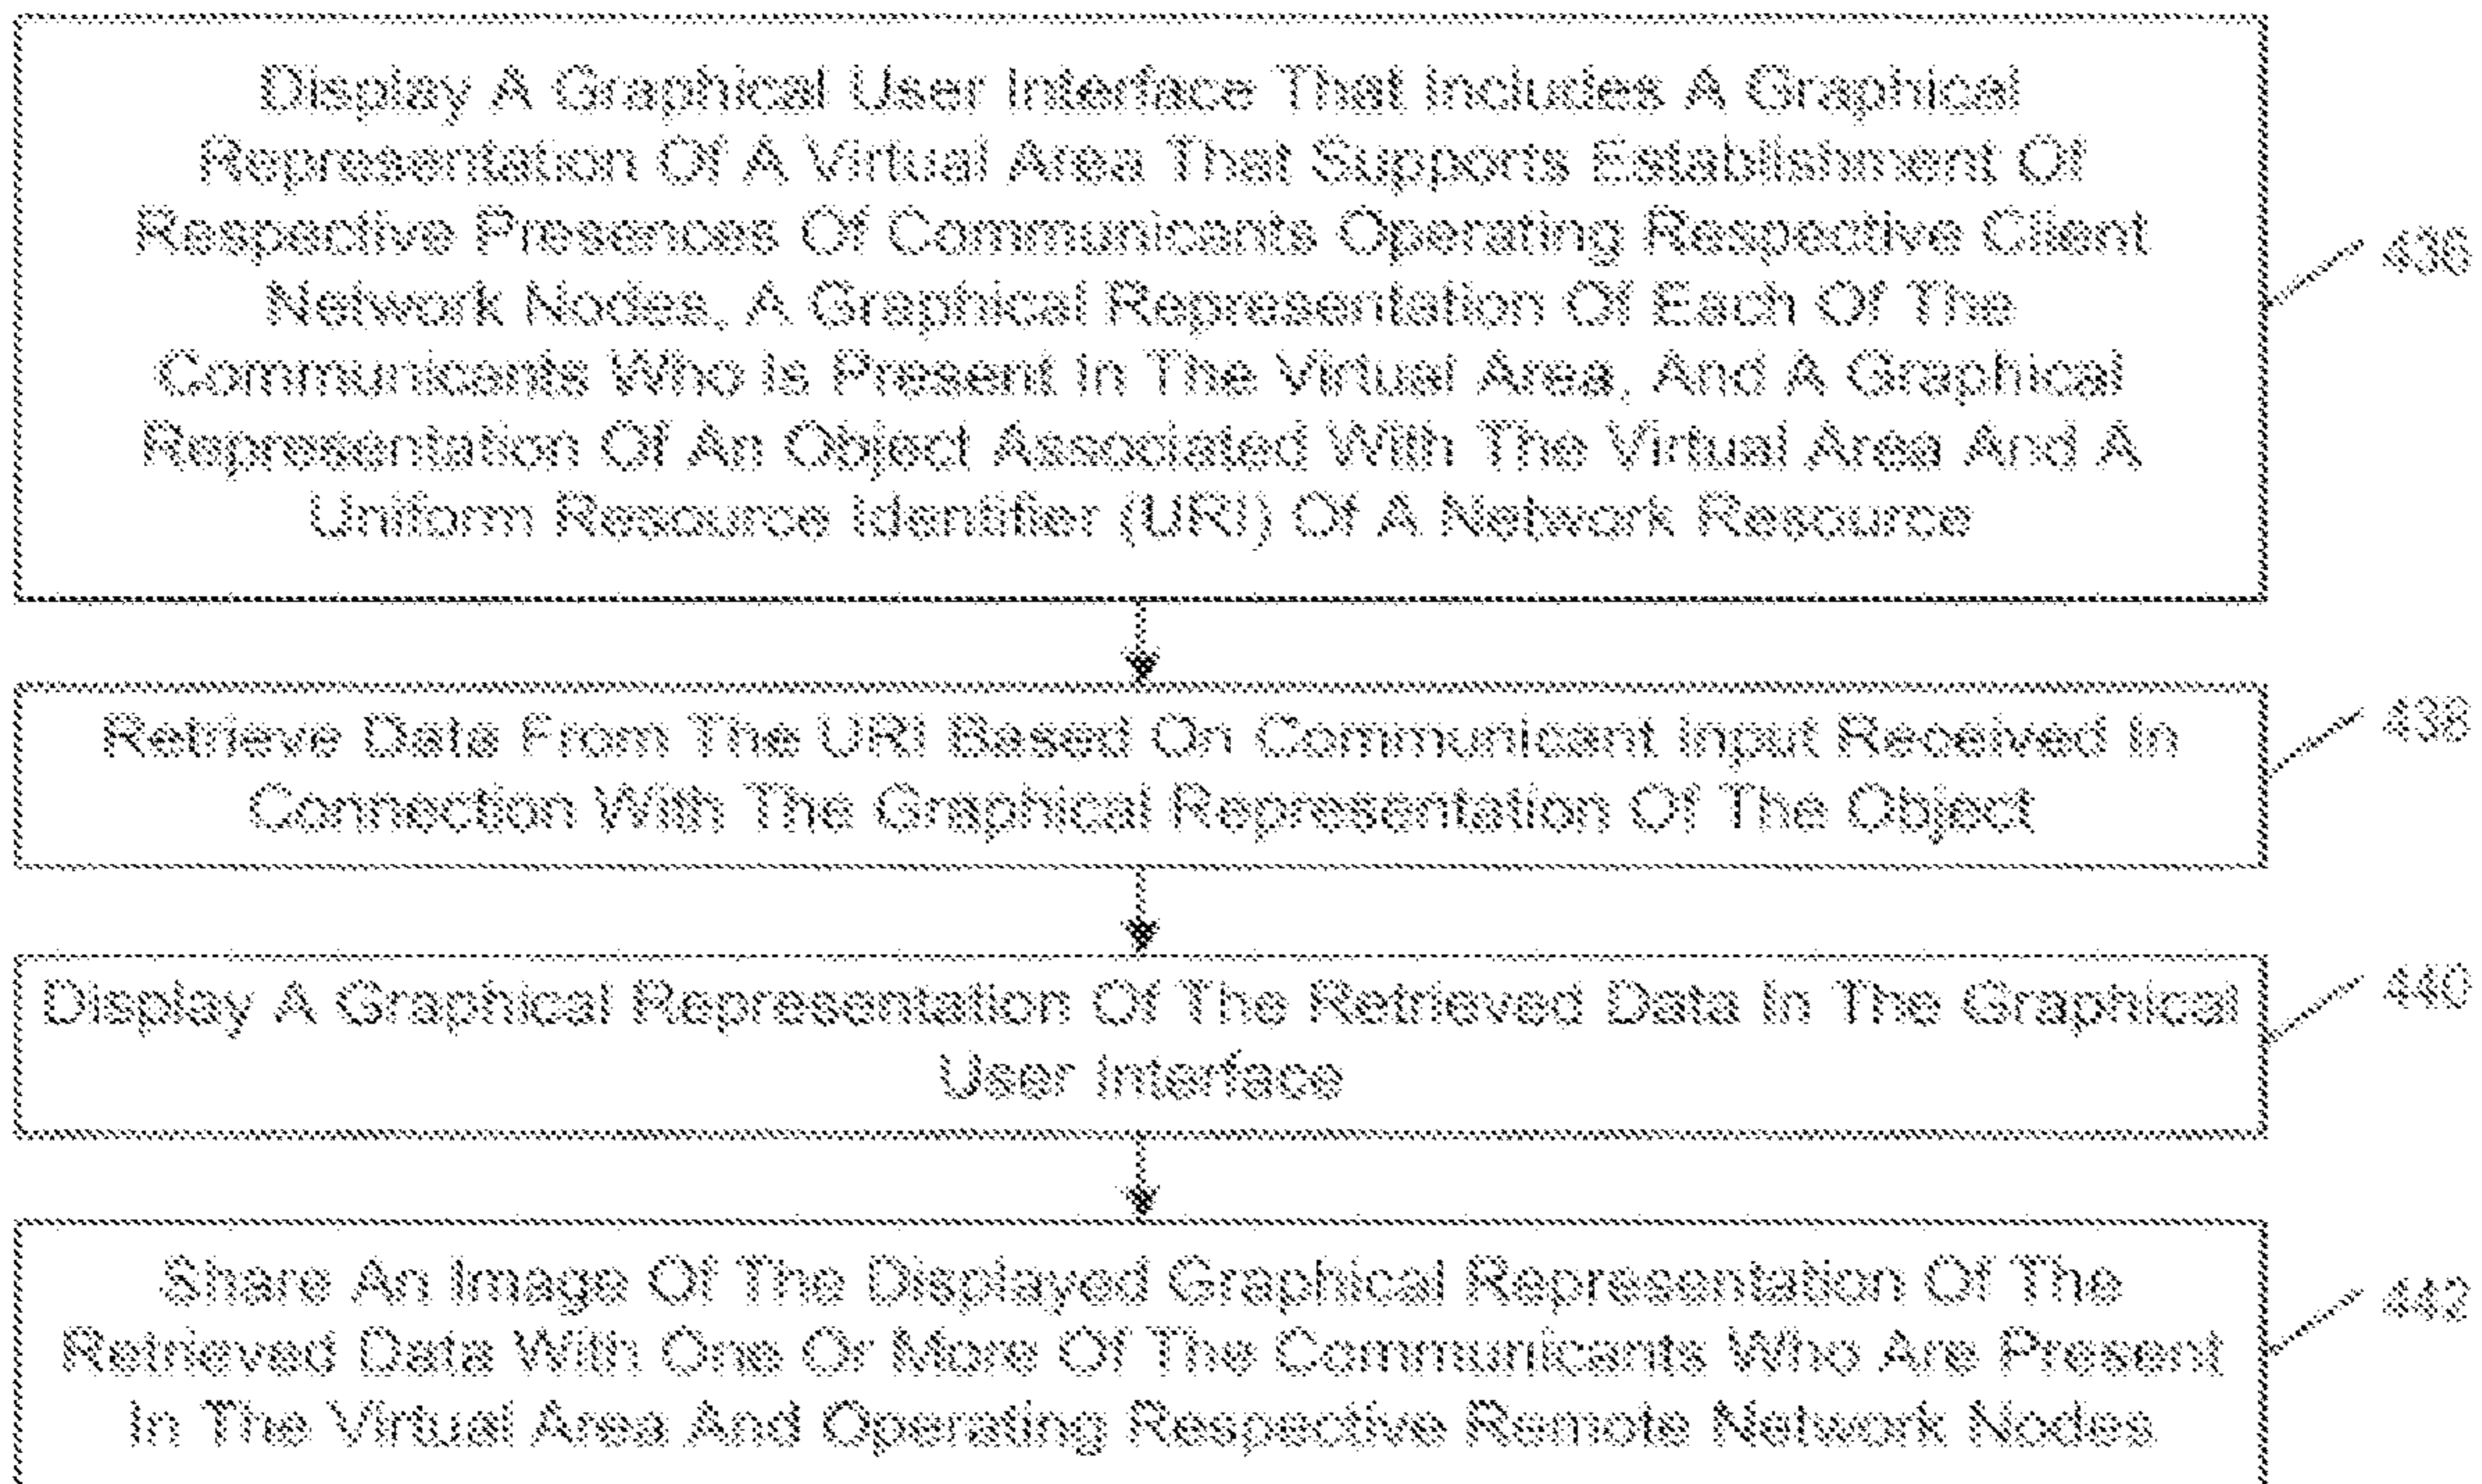 Display A Graphical User Interface That Includes A Graphical
Representation Of A Virtual Area That Supports Establishment Of
Respective Presences Of Communicants Operating Respective Client
Network Nodes, A Graphical Representation Of Each Of The
Communicants Who Is Present In The Virtual Area, And A Graphical
Representation Of An Object Associated With The Virtual Area And A
Uniform Resource Identifier (URI) Of A Network Resource
436
Retrieve Data From The URI Based On Communicant Input Received In
Connection With The Graphical Representation Of The Object
438
Display A Graphical Representation Of The Retrieved Data In The Graphical
User Interface
440
Share An Image Of The Displayed Graphical Representation Of The
Retrieved Data With One Or More Of The Communicants Who Are Present
In The Virtual Area And Operating Respective Remote Network Nodes
442